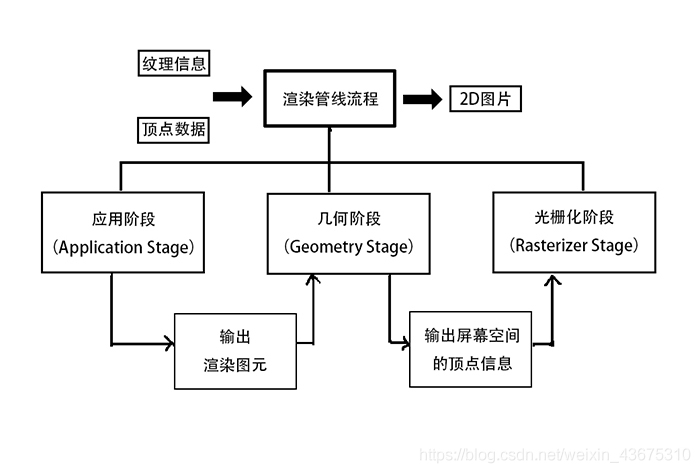 纹理信息
渲染管线流程
2D图片
顶点数据
应用阶段
（Application Stage）
几何阶段
（Geometry Stage）
光栅化阶段
（Rasterizer Stage）
输出
渲染图元
输出屏幕空间
的顶点信息
https://blog.csdn.net/weixin_43675310